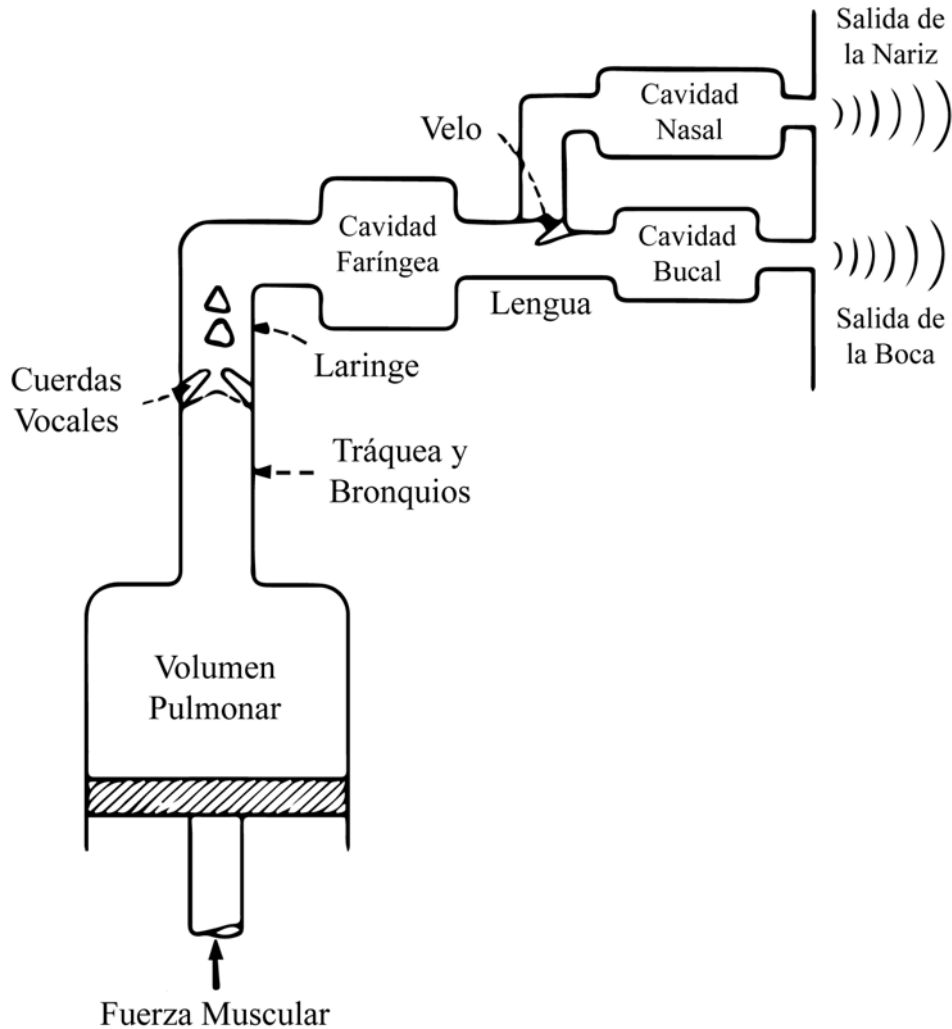 Salida de
la Nariz
Cavidad
Nasal
Velo
Cavidad
Faríngea
Cavidad
Bucal
Lengua
Salida de
la Boca
Laringe
Cuerdas
Vocales
Tráquea y
Bronquios
Volumen
Pulmonar
Fuerza Muscular